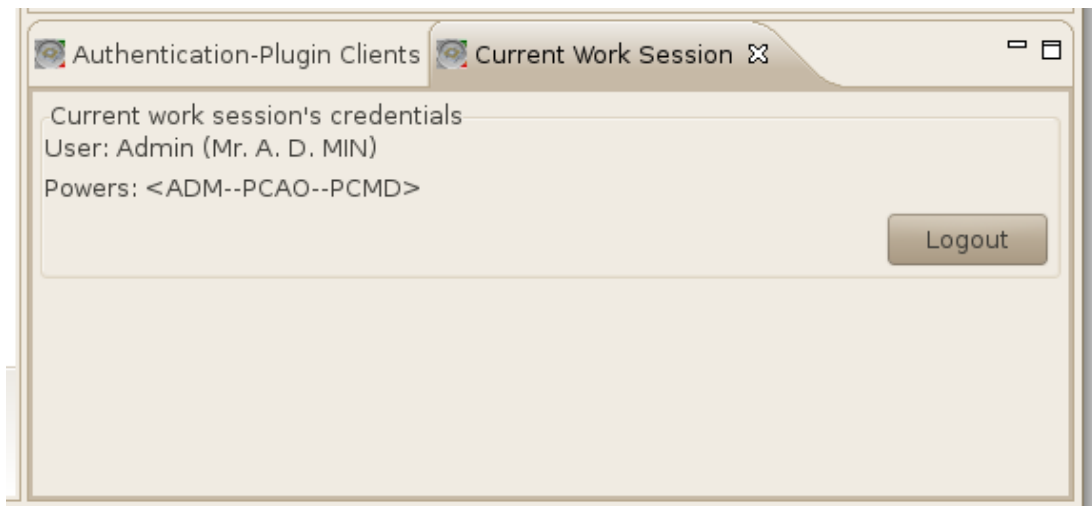 Authentication-Plugin Clients Current Work Session
Current work session's credentials
User: Admin (Mr. A. D. MIN)
Powers: <ADM--PCAO--PCMD>
Logout